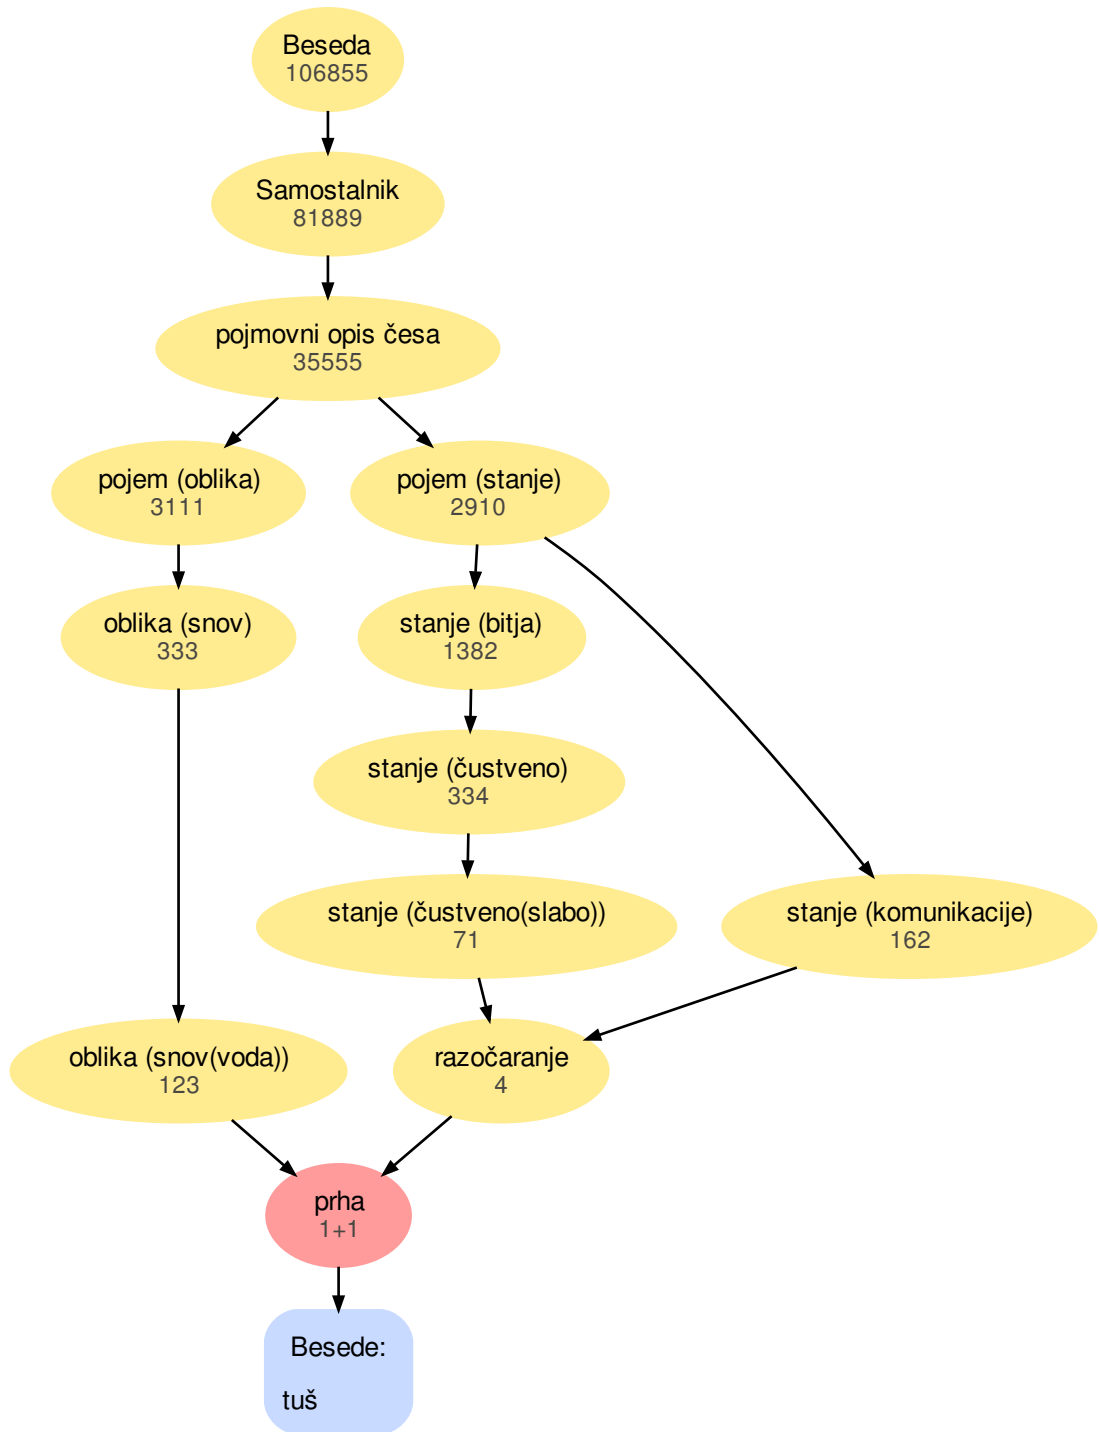 Beseda
106855
Samostalnik
81889
pojmovni opis česa
35555
pojem (oblika)
3111
pojem (stanje)
2910
oblika (snov)
333
stanje (bitja)
1382
stanje (čustveno)
334
stanje (čustveno(slabo))
71
stanje (komunikacije)
162
oblika (snov(voda))
123
razočaranje
4
prha
1+1
Besede:
tuš